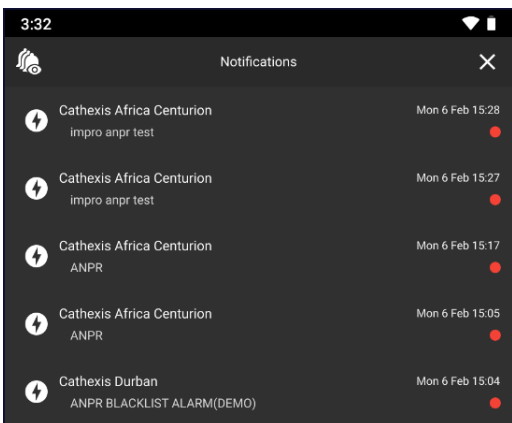 3:32
Notifications
Cathexis Africa Centurion Mon 6 Feb 15:28
impro anpr test
Cathexis Africa Centurion Mon 6 Feb 15:27
impro anpr test
Cathexis Africa Centurion Mon 6 Feb 15:17
ANPR
Cathexis Africa Centurion Mon 6 Feb 15:05
ANPR
Cathexis Durban Mon 6 Feb 15:04
ANPR BLACKLIST ALARM(DEMO)